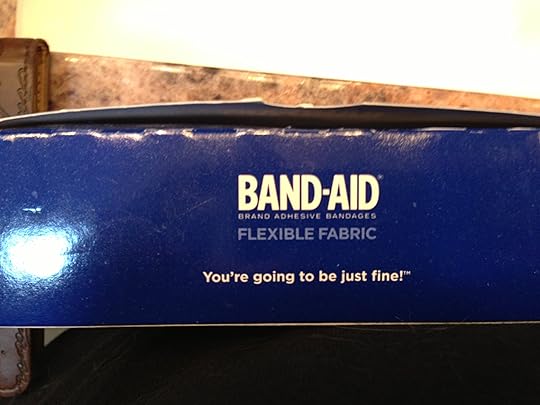 BAND-AID®
BRAND ADHESIVE BANDAGES
FLEXIBLE FABRIC
You're going to be just fine!™